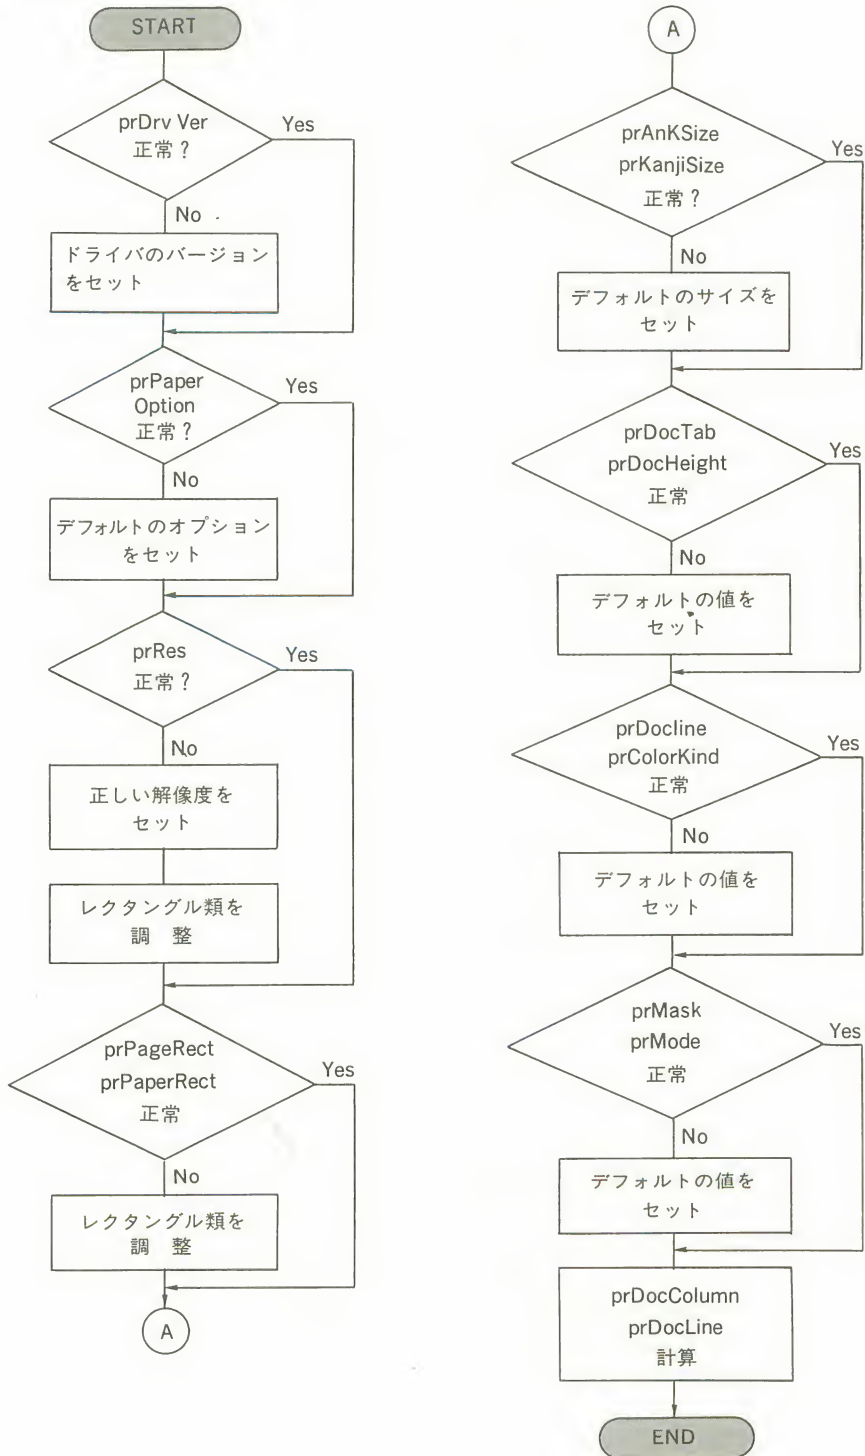 START
prDrv Ver
正常?
Yes
No
ドライバのバージョン
をセット
prPaper
Option
正常?
Yes
No
デフォルトのオプション
をセット
prRes
正常?
Yes
No
正しい解像度を
セット
レクタングル類を
調 整
prPageRect
prPaperRect
正常
Yes
No
レクタングル類を
調 整
A
A
prAnKSize
prKanjiSize
正常?
Yes
No
デフォルトのサイズを
セット
prDocTab
prDocHeight
正常
Yes
No
デフォルトの値を
セット
prDocline
prColorKind
正常
Yes
No
デフォルトの値を
セット
prMask
prMode
正常
Yes
No
デフォルトの値を
セット
prDocColumn
prDocLine
計算
END